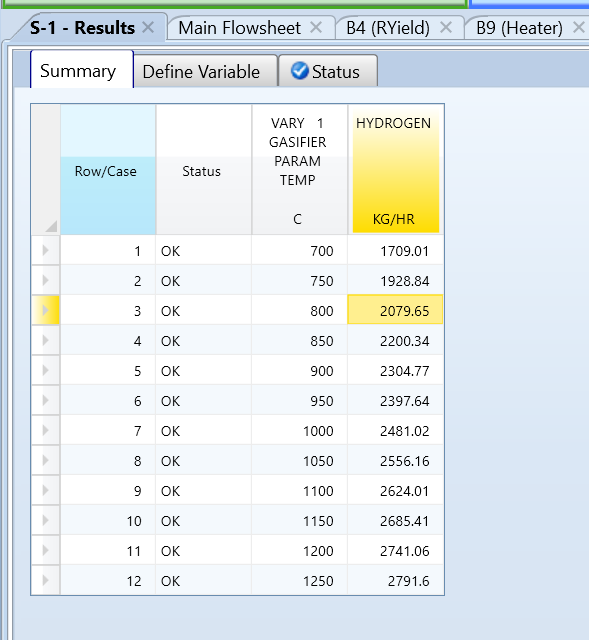 S-1 - Results Main Flowsheet B4 (RYield) B9 (Heater)
Summary Define Variable Status
Row/Case Status VARY 1 GASIFIER PARAM TEMP C HYDROGEN KG/HR
1 OK 700 1709.01
2 OK 750 1928.84
3 OK 800 2079.65
4 OK 850 2200.34
5 OK 900 2304.77
6 OK 950 2397.64
7 OK 1000 2481.02
8 OK 1050 2556.16
9 OK 1100 2624.01
10 OK 1150 2685.41
11 OK 1200 2741.06
12 OK 1250 2791.6